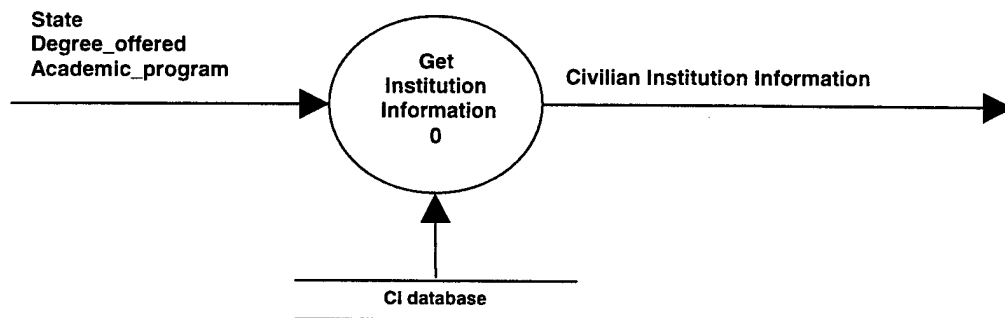 State
Degree_offered
Academic_program
Get
Institution
Information
0
Civilian Institution Information
CI database